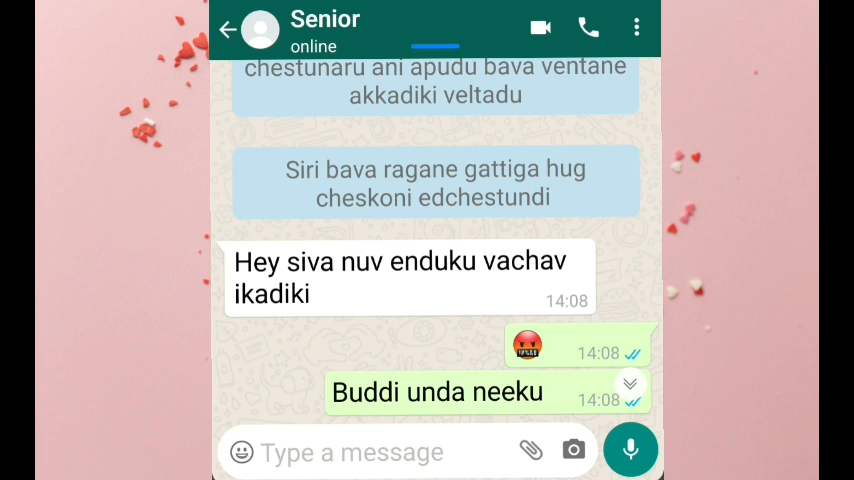 Senior
online
chestunaru ani apudu bava ventane
akkadiki veltadu
Siri bava ragane gattiga hug
cheskoni edchestundi
Hey siva nuv enduku vachav
ikadiki
14:08
14:08
Buddi unda neeku
14:08
Type a message